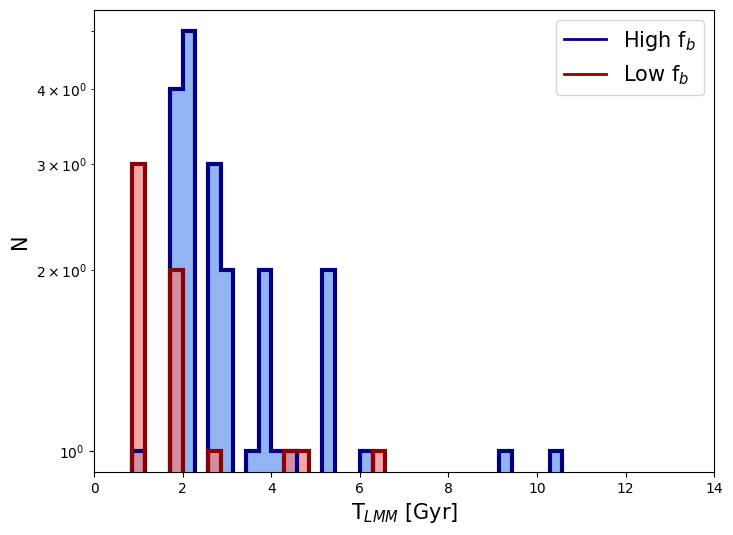 High f_b
Low f_b
4 × 10^0
3 × 10^0
2 × 10^0
10^0
N
0 2 4 6 8 10 12 14
T_LMM [Gyr]